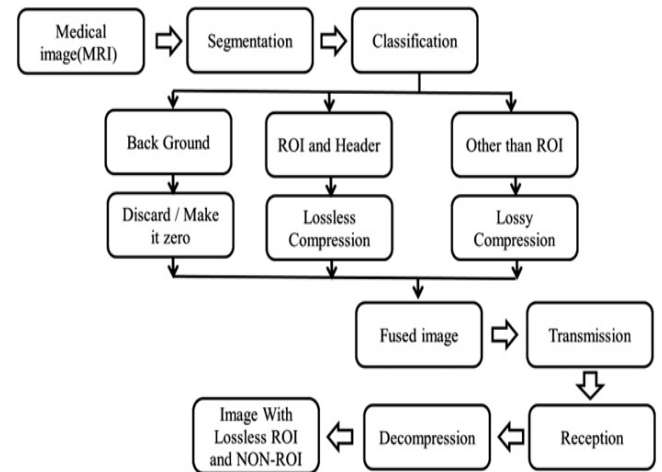 Medical
image(MRI)
Segmentation
Classification
Back Ground
ROI and Header
Other than ROI
Discard / Make
it zero
Lossless
Compression
Lossy
Compression
Fused image
Transmission
Image With
Lossless ROI
and NON-ROI
Decompression
Reception